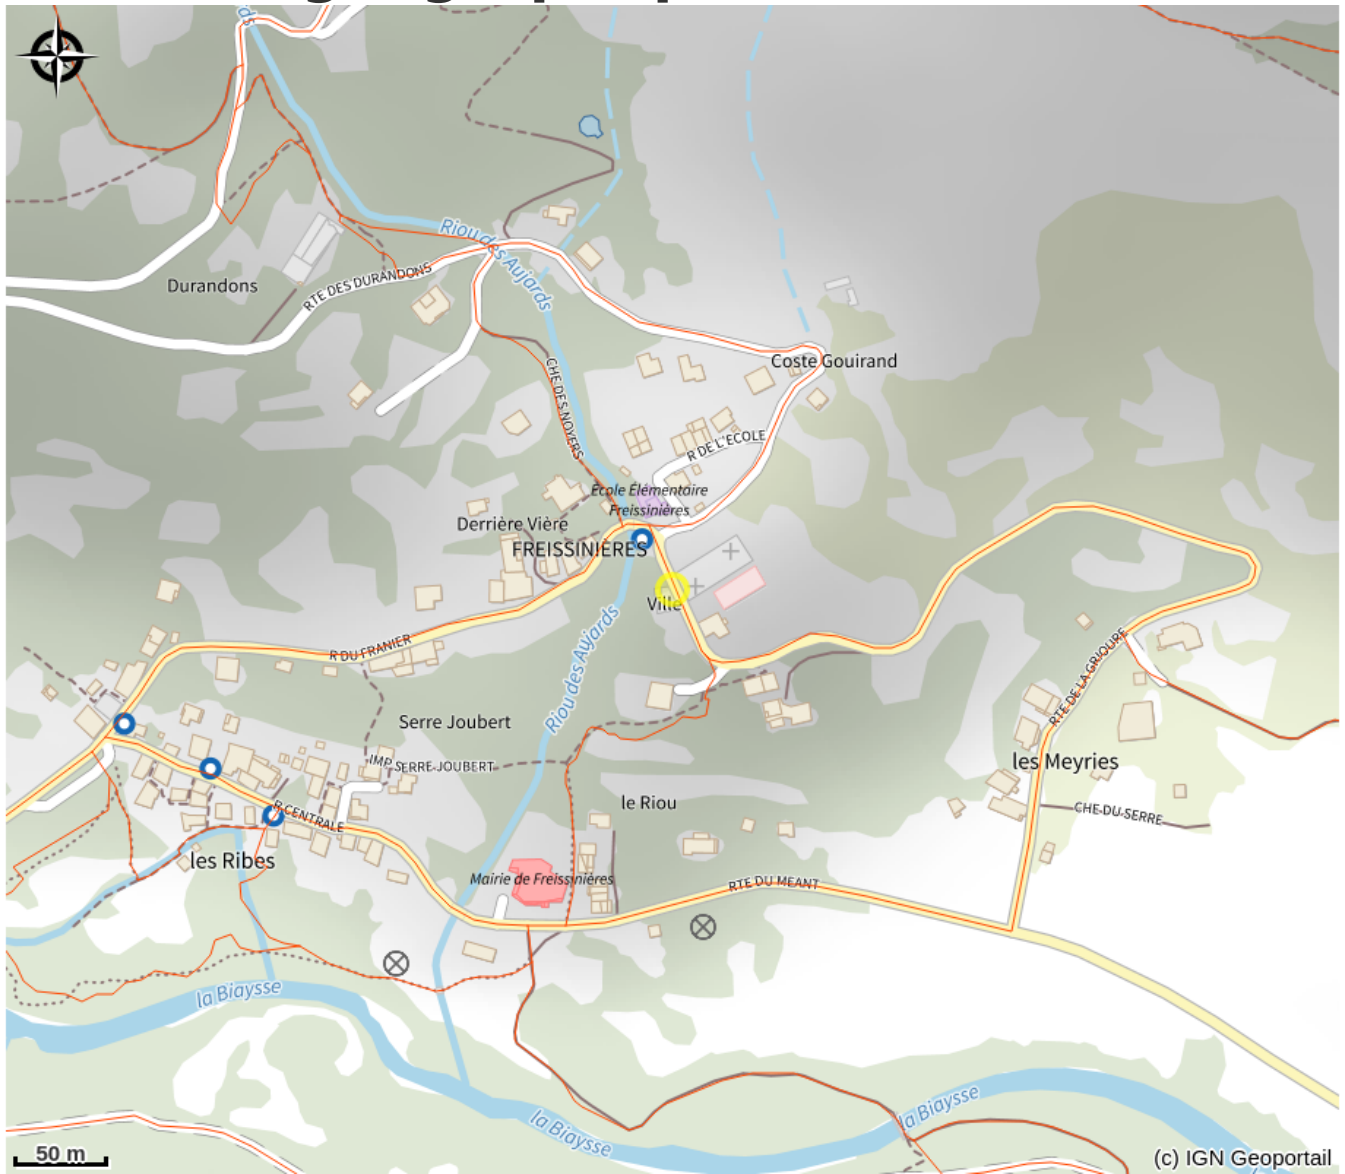 Riou des Aujards
Durandons
RTE DES DURANDONS
Coste Gouirand
CHE DES NOYERS
R DE L'ECOLE
École Élémentaire
Freissinières
Derrière Vière
FREISSINIÈRES
Ville
R DU FRANIER
Riou des Aujards
RTE DE LA GRIOURE
Serre Joubert
IMP SERRE JOUBERT
les Meyries
le Riou
CHE DU SERRE
R CENTRALE
les Ribes
Mairie de Freissinières
RTE DU MEANT
la Biaysse
la Biaysse
la Biaysse
50 m
(c) IGN Geoportail